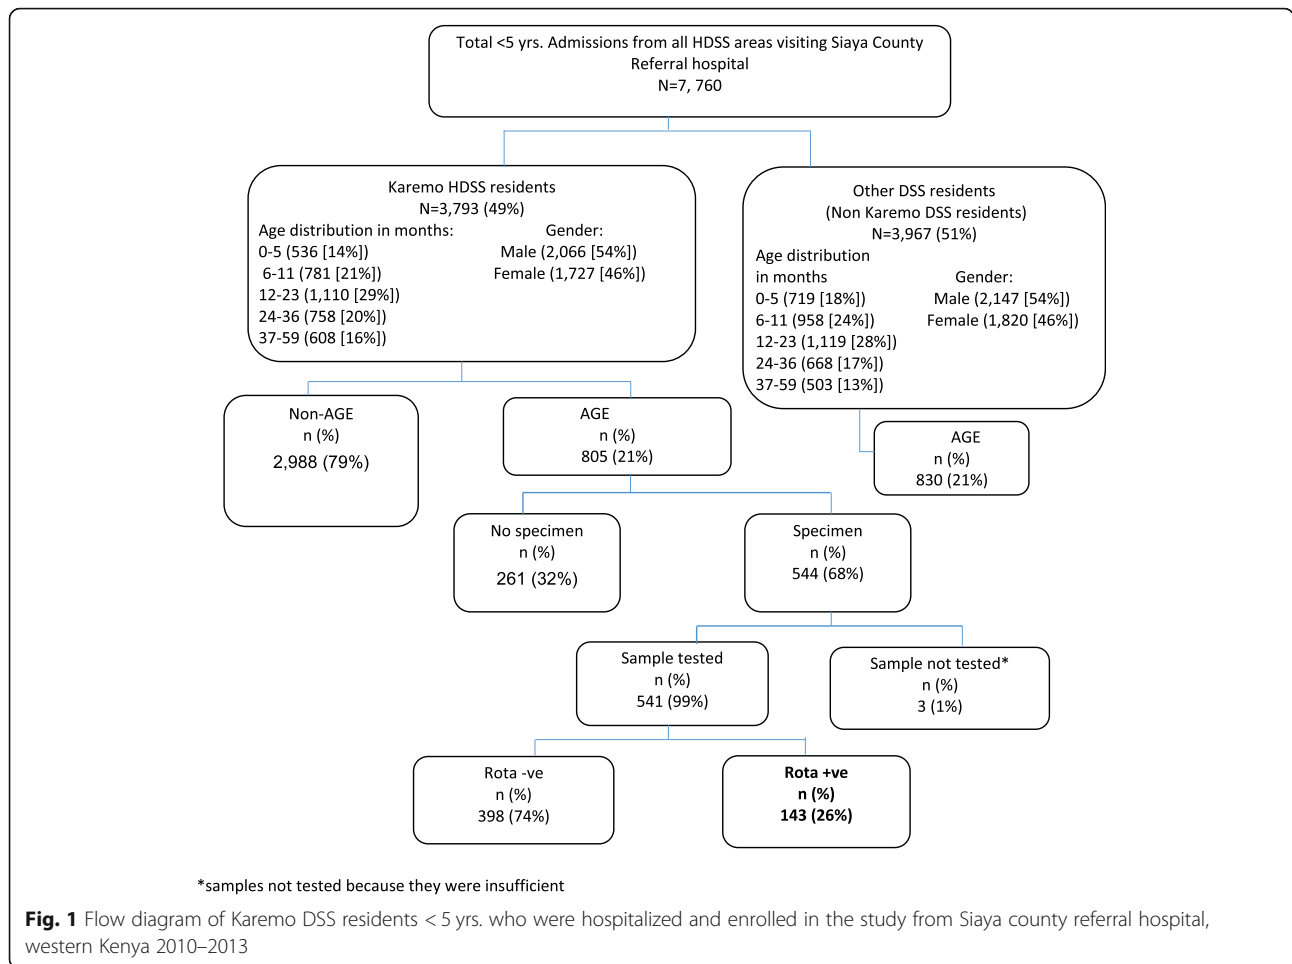 Total <5 yrs. Admissions from all HDSS areas visiting Siaya County
Referral hospital
N=7, 760
Karemo HDSS residents
N=3,793 (49%)
Age distribution in months:
0-5 (536 [14%])
6-11 (781 [21%])
12-23 (1,110 [29%])
24-36 (758 [20%])
37-59 (608 [16%])
Gender:
Male (2,066 [54%])
Female (1,727 [46%])
Other DSS residents
(Non Karemo DSS residents)
N=3,967 (51%)
Age distribution
in months
0-5 (719 [18%])
6-11 (958 [24%])
12-23 (1,119 [28%])
24-36 (668 [17%])
37-59 (503 [13%])
Gender:
Male (2,147 [54%])
Female (1,820 [46%])
Non-AGE
n (%)
2,988 (79%)
AGE
n (%)
805 (21%)
AGE
n (%)
830 (21%)
No specimen
n (%)
261 (32%)
Specimen
n (%)
544 (68%)
Sample tested
n (%)
541 (99%)
Sample not tested*
n (%)
3 (1%)
Rota -ve
n (%)
398 (74%)
Rota +ve
n (%)
143 (26%)
*samples not tested because they were insufficient
Fig. 1 Flow diagram of Karemo DSS residents < 5 yrs. who were hospitalized and enrolled in the study from Siaya county referral hospital,
western Kenya 2010–2013